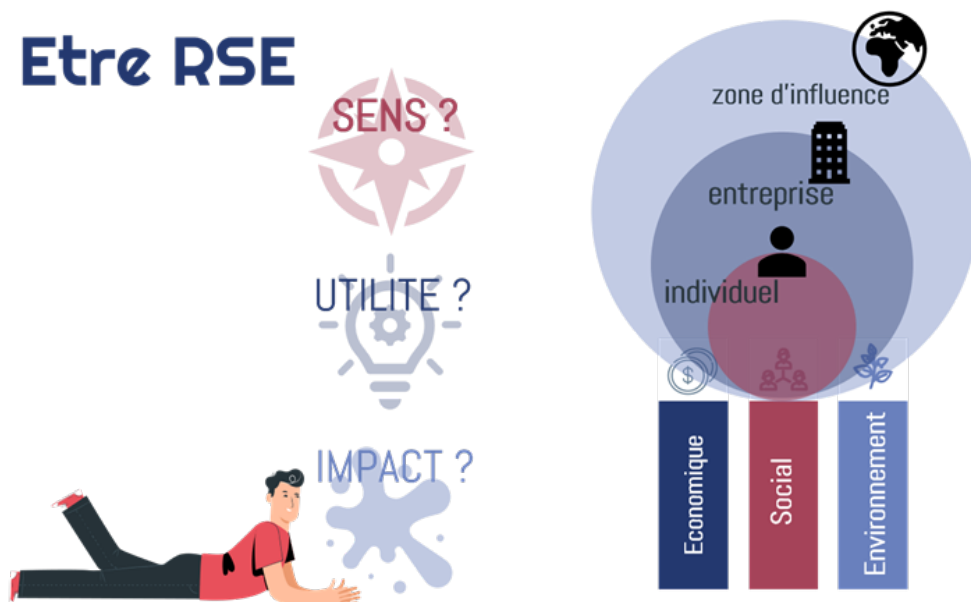 Etre RSE
SENS ?
UTILITE ?
IMPACT ?
zone d'influence
entreprise
individuel
$
Economique
Social
Environnement